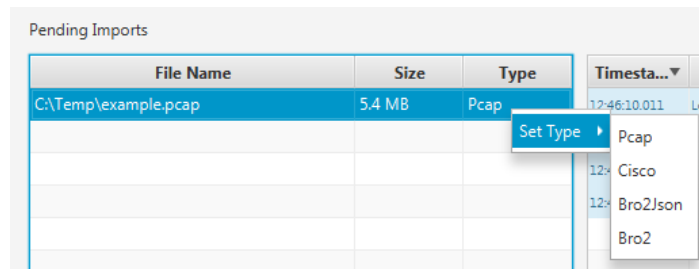 Pending Imports
File Name Size Type Timesta...▼
C:\Temp\example.pcap 5.4 MB Pcap 12:46:10.011
Set Type
Pcap
Cisco
Bro2Json
Bro2